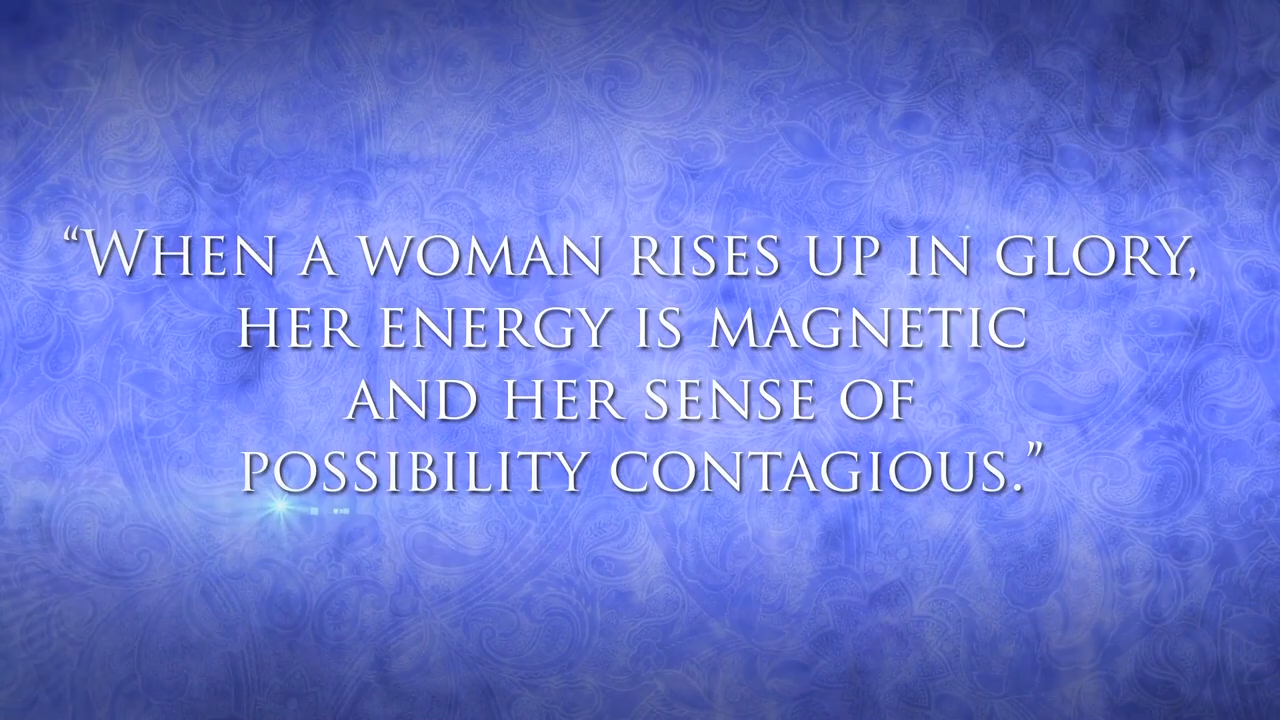 “When a woman rises up in glory,
her energy is magnetic
and her sense of
possibility contagious.”